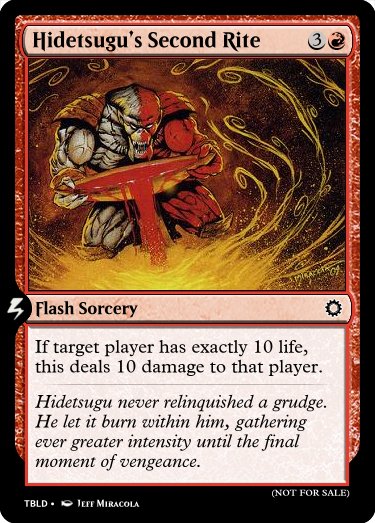 Hidetsugu's Second Rite 3
Flash Sorcery
If target player has exactly 10 life,
this deals 10 damage to that player.
Hidetsugu never relinquished a grudge.
He let it burn within him, gathering
ever greater intensity until the final
moment of vengeance.
(NOT FOR SALE)
TBLD • Jeff Miracola